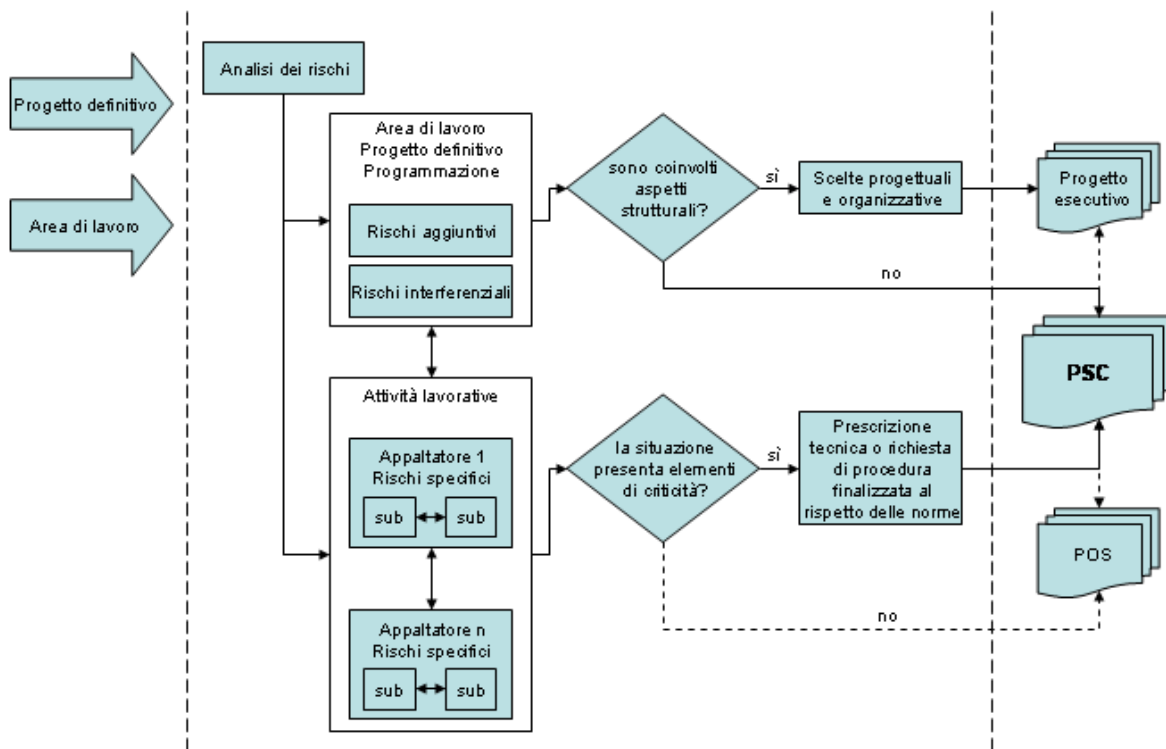 Progetto definitivo
Area di lavoro
Analisi dei rischi
Area di lavoro
Progetto definitivo
Programmazione
Rischi aggiuntivi
Rischi interferenziali
sono coinvolti
aspetti
strutturali?
sì
Scelte progettuali
e organizzative
Progetto
esecutivo
no
PSC
Attività lavorative
Appaltatore 1
Rischi specifici
sub
sub
Appaltatore n
Rischi specifici
sub
sub
la situazione
presenta elementi
di criticità?
sì
Prescrizione
tecnica o richiesta
di procedura
finalizzata al
rispetto delle norme
POS
no